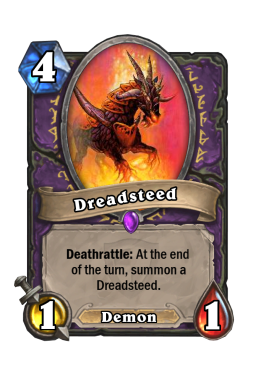 4
Dreadsteed
Deathrattle: At the end
of the turn, summon a
Dreadsteed.
1
Demon
1